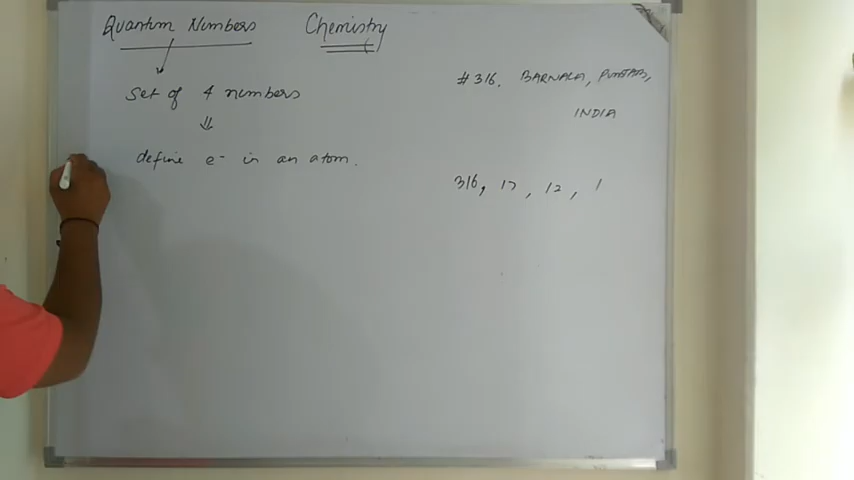 Quantum Numbers Chemistry
Set of 4 numbers
#316, BARNALA, PUNJAB,
INDIA
define e- in an atom.
316, 17, 12, 1